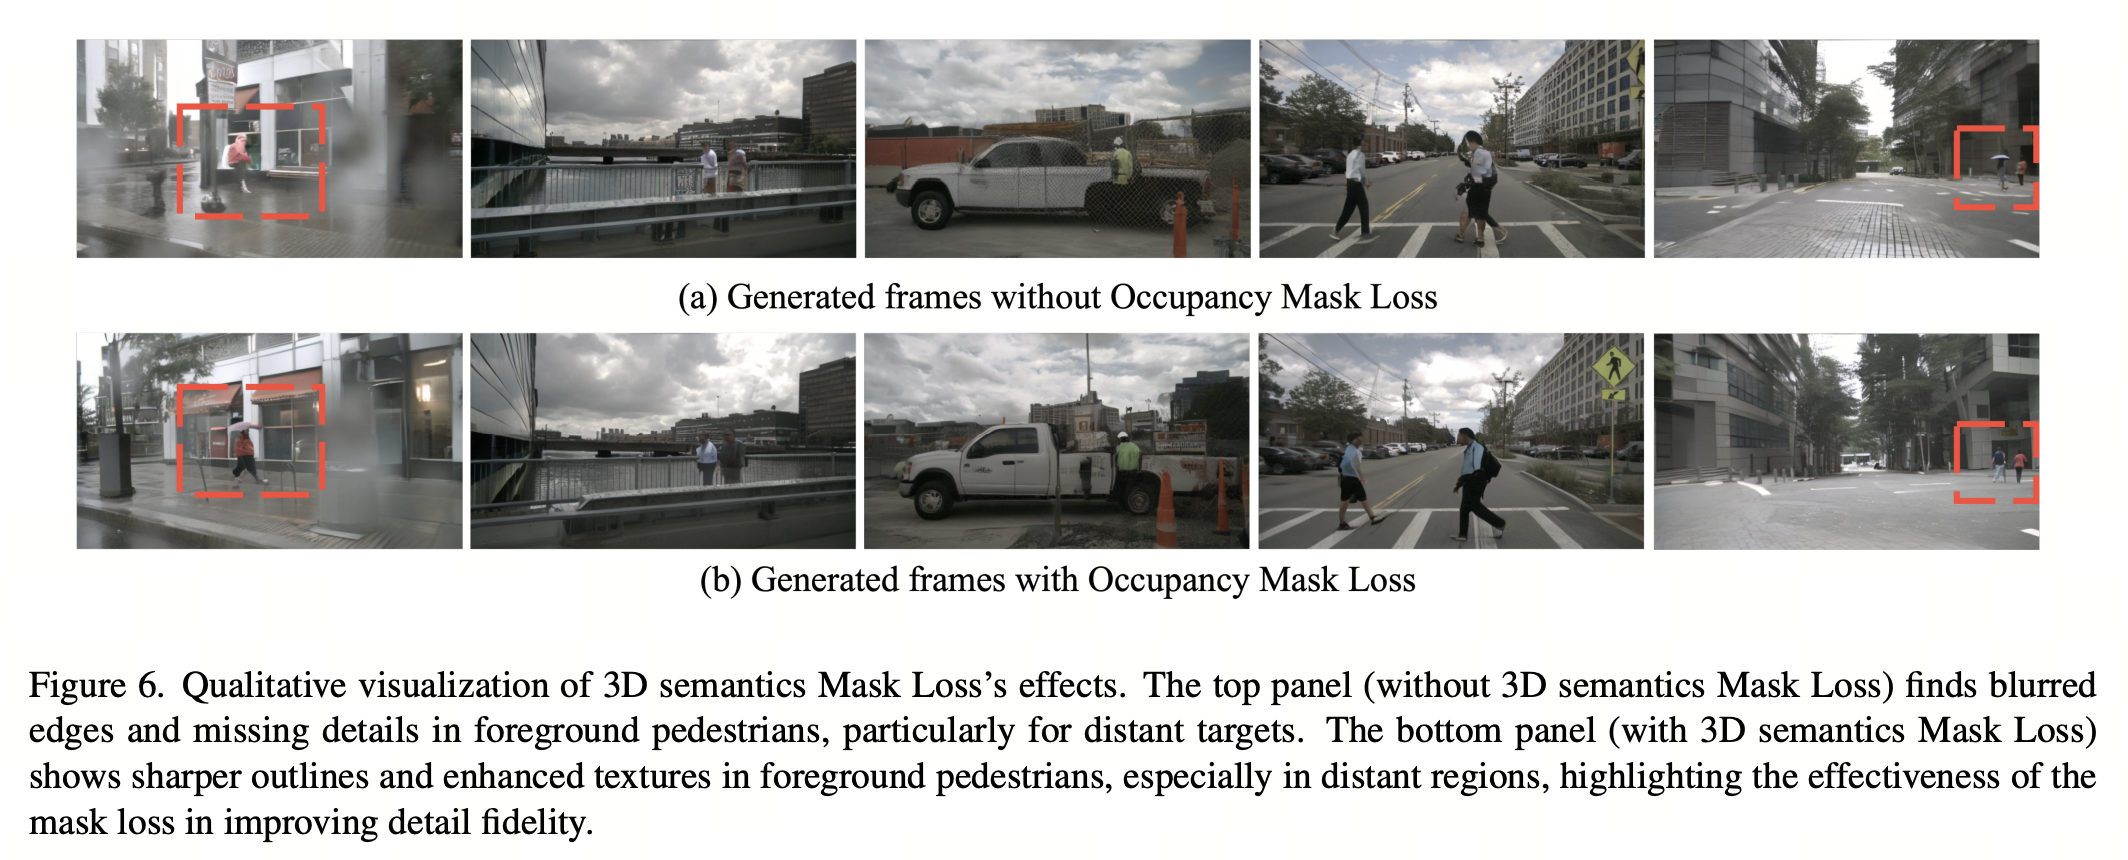 (a) Generated frames without Occupancy Mask Loss
(b) Generated frames with Occupancy Mask Loss
Figure 6. Qualitative visualization of 3D semantics Mask Loss’s effects. The top panel (without 3D semantics Mask Loss) finds blurred
edges and missing details in foreground pedestrians, particularly for distant targets. The bottom panel (with 3D semantics Mask Loss)
shows sharper outlines and enhanced textures in foreground pedestrians, especially in distant regions, highlighting the effectiveness of the
mask loss in improving detail fidelity.